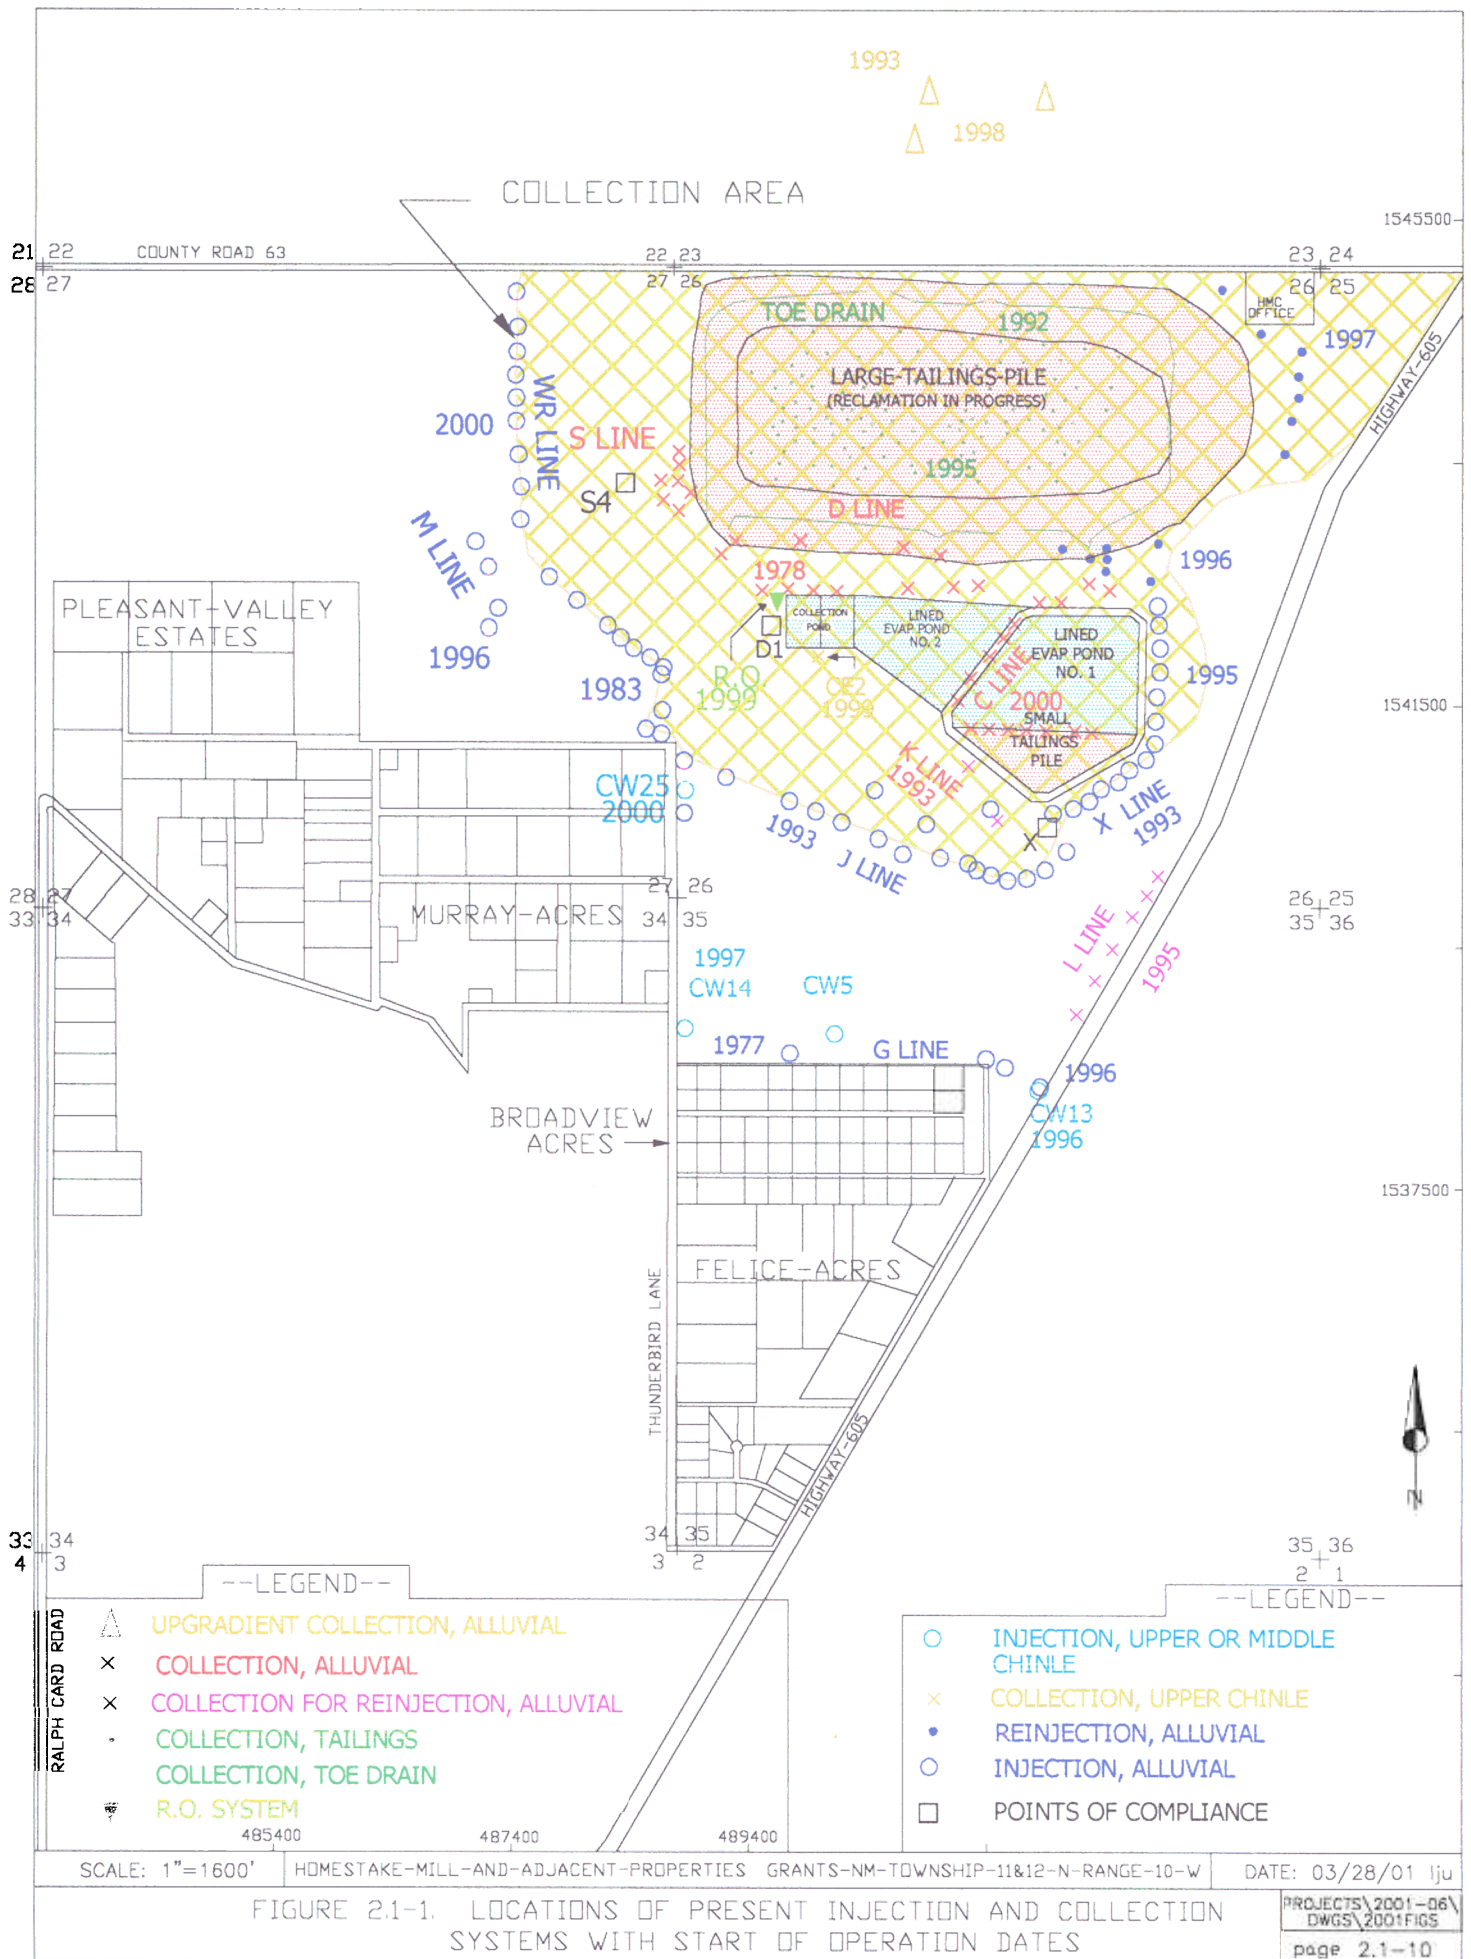 1993
1998
COLLECTION AREA
1545500
21 22
COUNTY ROAD 63
22 23
23 24
28 27
27 26
26 25
HMC
OFFICE
TOE DRAIN
1992
1997
HIGHWAY-605
LARGE-TAILINGS-PILE
(RECLAMATION IN PROGRESS)
WR LINE
2000
S LINE
S4
1995
D LINE
M LINE
1996
1978
PLEASANT-VALLEY
ESTATES
COLLECTION
POND
LINED
EVAP POND
NO. 2
LINED
EVAP POND
NO. 1
D1
1996
1983
R.O.
1999
CE2
1999
C LINE
2000
1995
SMALL
TAILINGS
PILE
1541500
K LINE
1993
CW25
2000
1993
J LINE
X
X LINE
1993
28 27
33 34
27 26
34 35
26 25
35 36
MURRAY-ACRES
L LINE
1995
1997
CW14
CW5
1977
G LINE
1996
CW13
1996
BROADVIEW
ACRES
1537500
FELICE-ACRES
THUNDERBIRD LANE
HIGHWAY-605
N
33 34
4 3
34 35
3 2
35 36
2 1
--LEGEND--
UPGRADIENT COLLECTION, ALLUVIAL
COLLECTION, ALLUVIAL
COLLECTION FOR REINJECTION, ALLUVIAL
COLLECTION, TAILINGS
COLLECTION, TOE DRAIN
R.O. SYSTEM
RALPH CARD ROAD
--LEGEND--
INJECTION, UPPER OR MIDDLE
CHINLE
COLLECTION, UPPER CHINLE
REINJECTION, ALLUVIAL
INJECTION, ALLUVIAL
POINTS OF COMPLIANCE
485400
487400
489400
SCALE: 1"=1600'
HOMESTAKE-MILL-AND-ADJACENT-PROPERTIES GRANTS-NM-TOWNSHIP-11&12-N-RANGE-10-W
DATE: 03/28/01 lju
FIGURE 2.1-1. LOCATIONS OF PRESENT INJECTION AND COLLECTION
SYSTEMS WITH START OF OPERATION DATES
PROJECTS\2001-06\
DWGS\2001FIGS
page 2.1-10